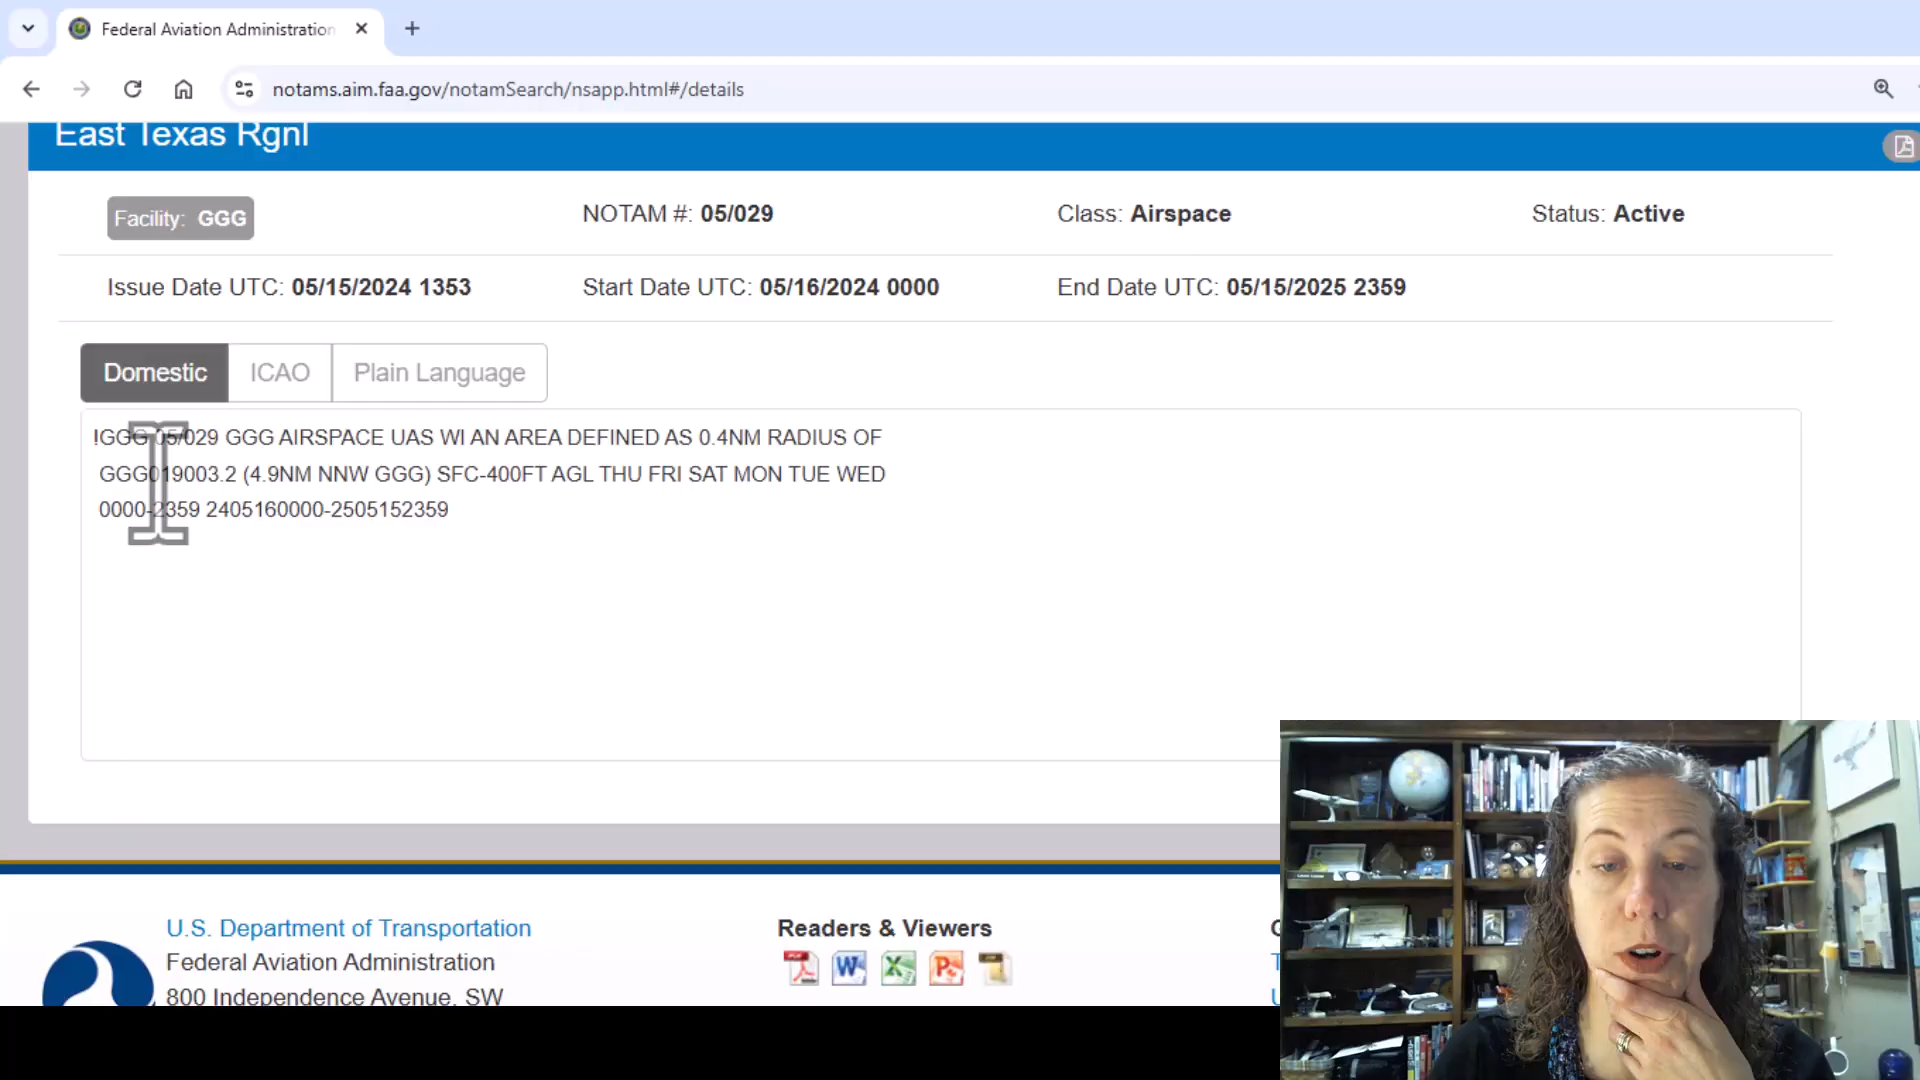 Federal Aviation Administration
notams.aim.faa.gov/notamSearch/nsapp.html#/details
East Texas Rgnl
Facility: GGG
NOTAM #: 05/029
Class: Airspace
Status: Active
Issue Date UTC: 05/15/2024 1353
Start Date UTC: 05/16/2024 0000
End Date UTC: 05/15/2025 2359
Domestic
ICAO
Plain Language
!GGG 05/029 GGG AIRSPACE UAS WI AN AREA DEFINED AS 0.4NM RADIUS OF
GGG019003.2 (4.9NM NNW GGG) SFC-400FT AGL THU FRI SAT MON TUE WED
0000-2359 2405160000-2505152359
U.S. Department of Transportation
Federal Aviation Administration
800 Independence Avenue, SW
Readers & Viewers